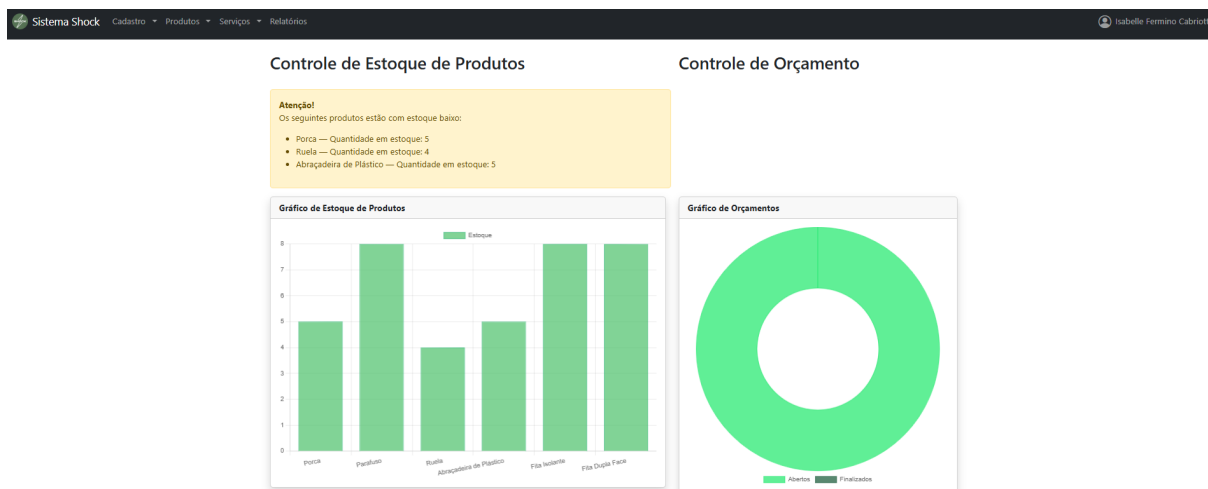 Sistema Shock Cadastro Produtos Serviços Relatórios Isabelle Fermino Cabriott
Controle de Estoque de Produtos
Controle de Orçamento
Atenção!
Os seguintes produtos estão com estoque baixo:
Porca — Quantidade em estoque: 5
Ruela — Quantidade em estoque: 4
Abraçadeira de Plástico — Quantidade em estoque: 5
Gráfico de Estoque de Produtos
Estoque
8
7
6
5
4
3
2
1
0
Porca Parafuso Ruela Abraçadeira de Plástico Fita Isolante Fita Dupla Face
Gráfico de Orçamentos
Abertos Finalizados